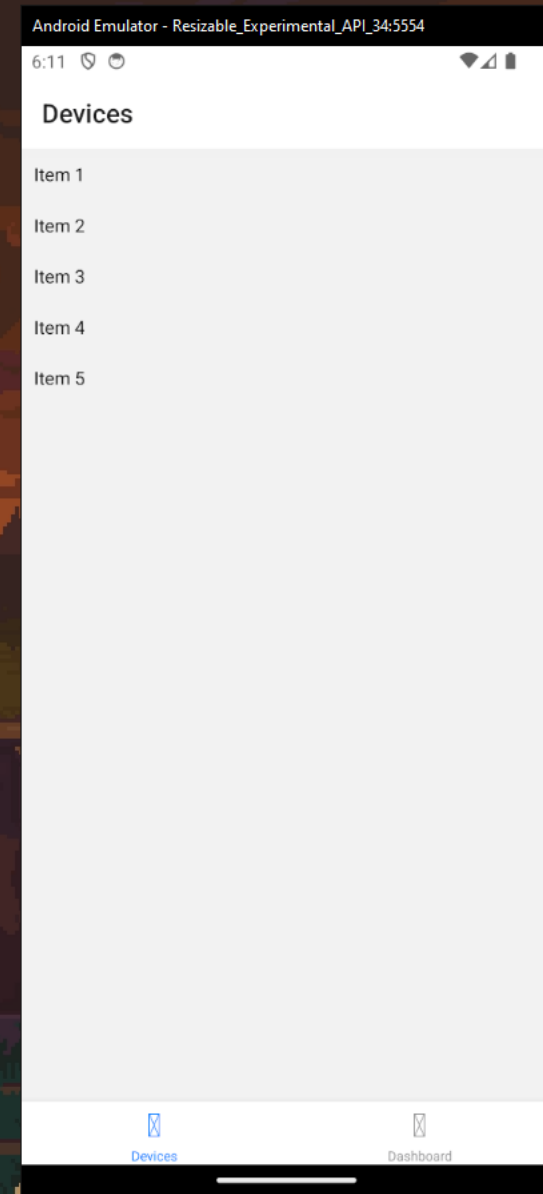 Android Emulator - Resizable_Experimental_API_34:5554
6:11
Devices
Item 1
Item 2
Item 3
Item 4
Item 5
Devices
Dashboard